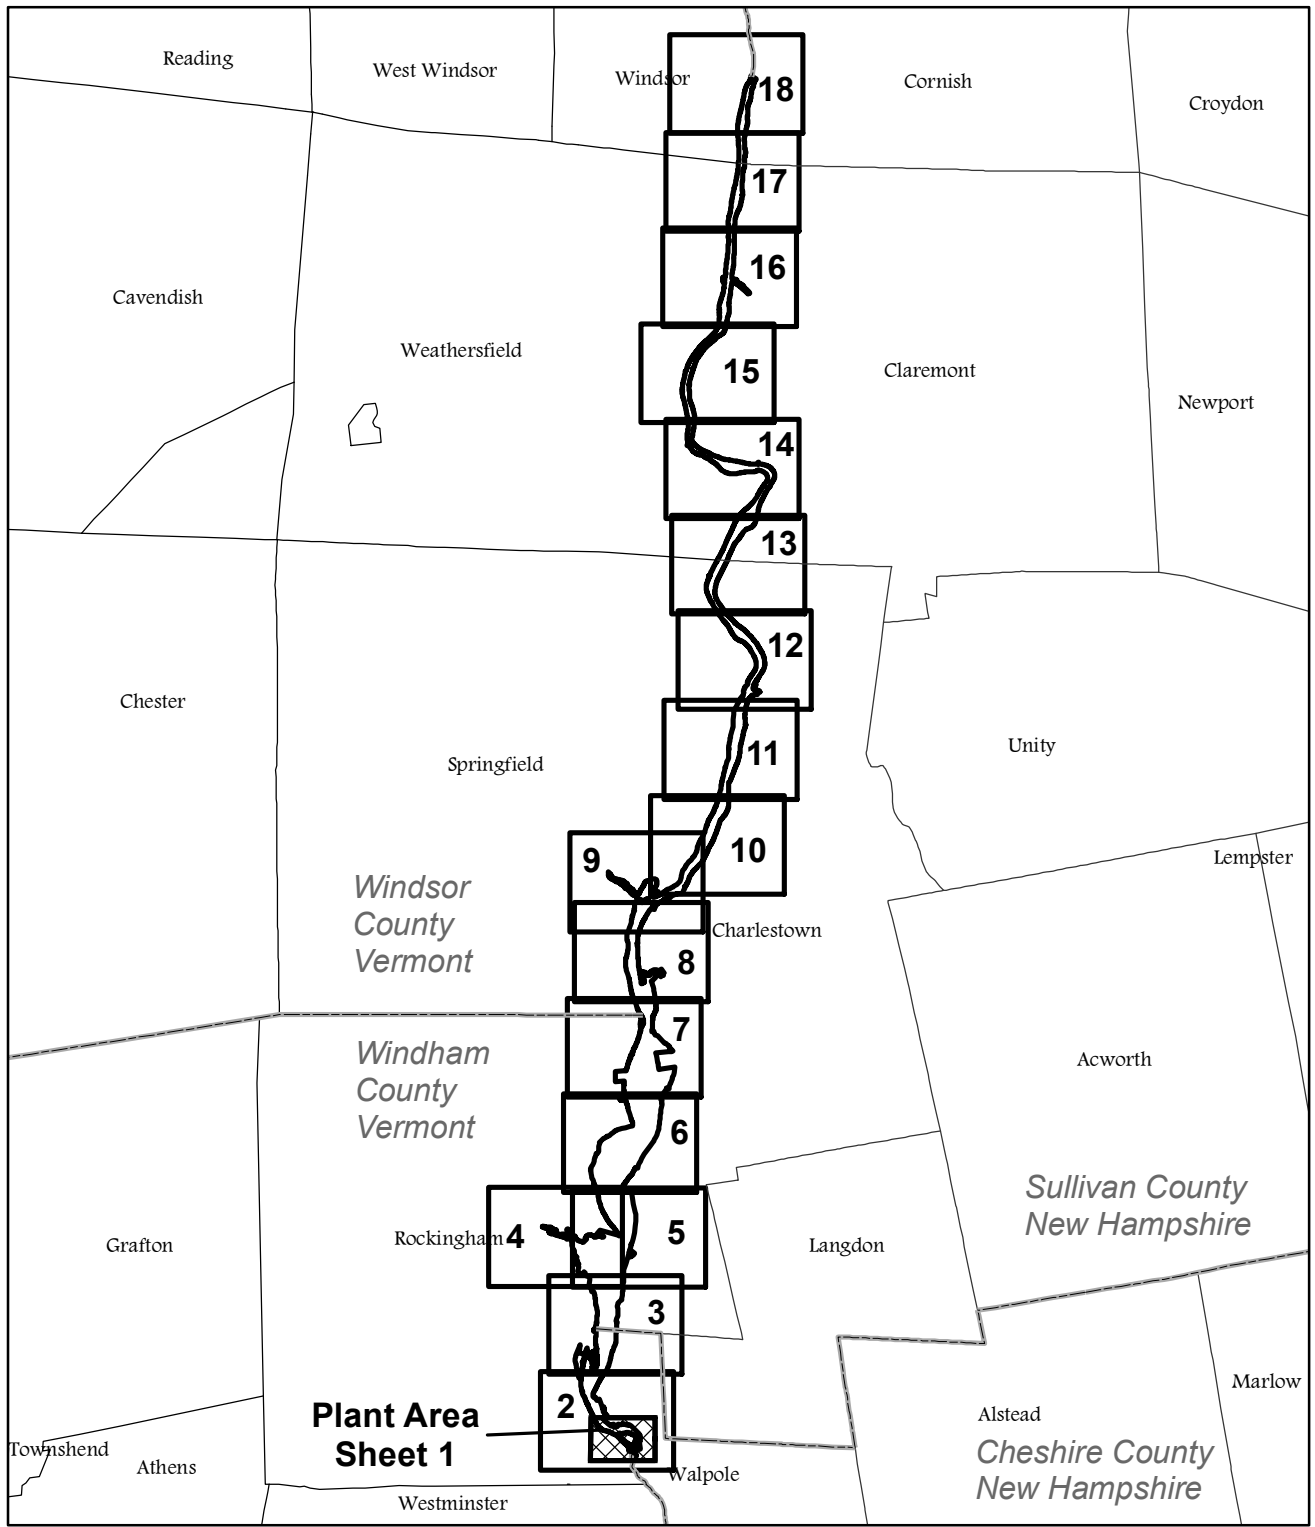 Reading
West Windsor
Windsor
18
Cornish
Croydon
17
16
Cavendish
Weathersfield
15
Claremont
Newport
14
13
12
Chester
Springfield
11
Unity
10
9
Lempster
Windsor
County
Vermont
Charlestown
8
7
Windham
County
Vermont
Acworth
6
Sullivan County
New Hampshire
Grafton
Rockingham
4
5
Langdon
3
Marlow
2
Plant Area
Sheet 1
Alstead
Cheshire County
New Hampshire
Townshend
Athens
Walpole
Westminster